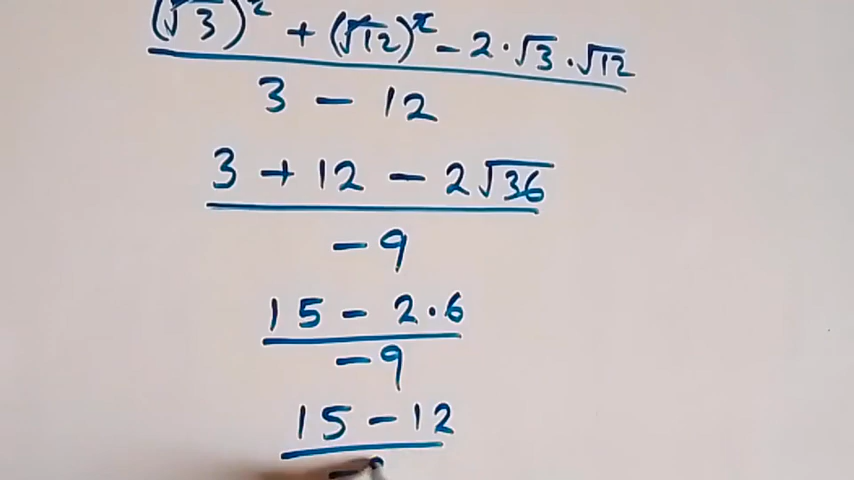 (√3)² + (√12)² - 2·√3·√12
3 - 12
3 + 12 - 2√36
-9
15 - 2·6
-9
15 - 12
-